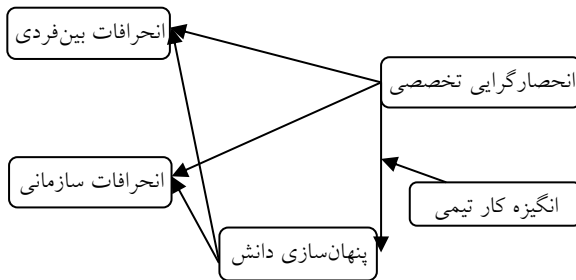 انحرافات بین‌فردی
انحصارگرایی تخصصی
انحرافات سازمانی
انگیزه کار تیمی
پنهان‌سازی دانش